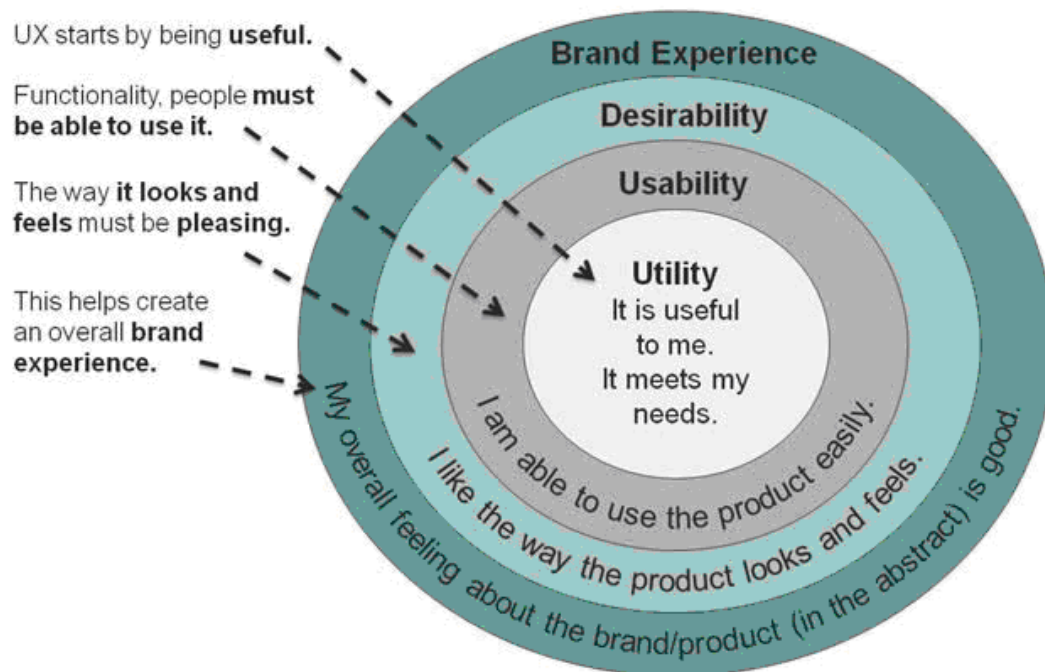 UX starts by being useful.
Functionality, people must
be able to use it.
The way it looks and
feels must be pleasing.
This helps create
an overall brand
experience.
Brand Experience
Desirability
Usability
Utility
It is useful
to me.
It meets my
needs.
I am able to use the product easily.
I like the way the product looks and feels.
My overall feeling about the brand/product (in the abstract) is good.